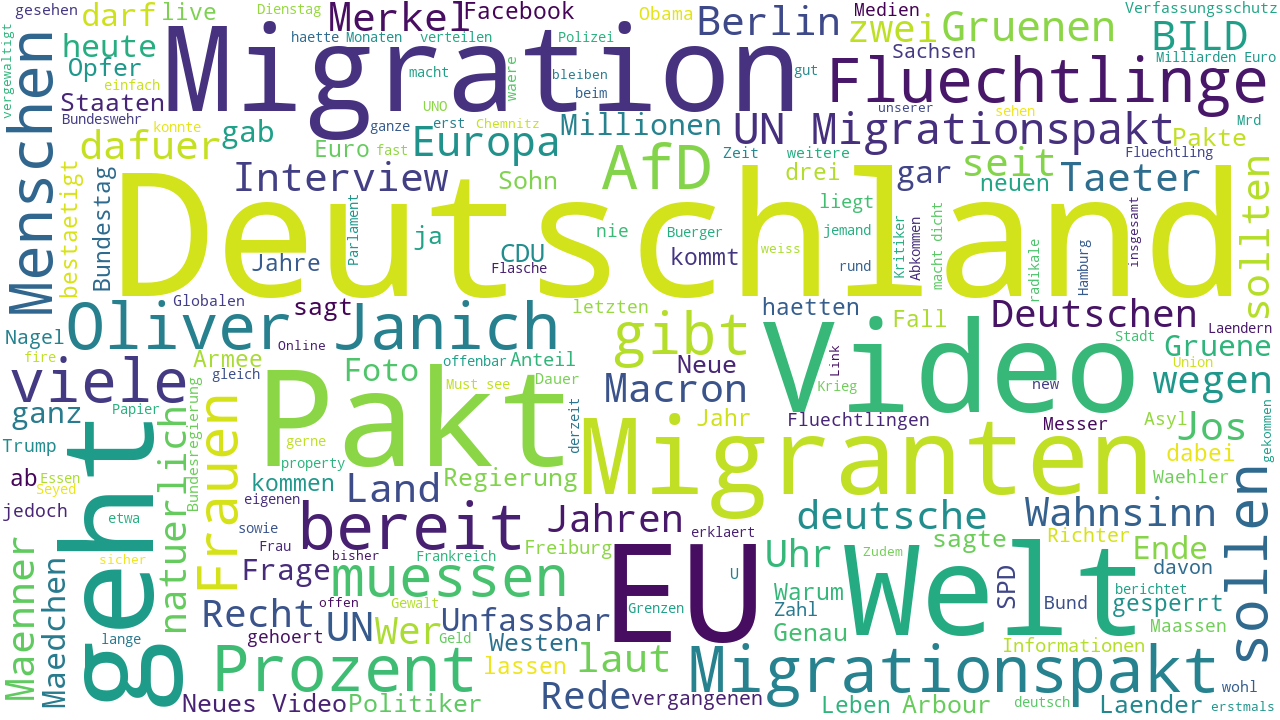 gesehen
darf
live
Dienstag
Merkel
Facebook
Obama
Berlin
Medien
zwei
Gruenen
Verfassungsschutz
BILD
vergewaltigt
heute
Opfer
einfach
Staaten
Bundeswehr
haette
Monaten
verteilen
Polizei
Migration
macht
UNO
waere
bleiben
beim
gut
Sachsen
Fluechtlinge
Milliarden Euro
Menschen
konnte
dafuer
gab
ganze
erst
Chemnitz
Millionen
unserer
sehen
UN Migrationspakt
Mrd
Pakte
Euro
fast
Europa
Zeit
weitere
Fluechtling
bestaetigt
Bundestag
Interview
Sohn
AfD
drei
gar
seit
neuen
Taeter
sollten
Deutschland
Parlament
ja
CDU
Flasche
nie
Buerger
kommt
weiss
liegt
jemand
rund
Kritiker
Abkommen
macht dicht
radikale
Hamburg
insgesamt
Jahre
Globalen
sagt
letzten
haetten
Fall
Deutschen
Laendern
Nagel
Oliver Janich
Online
gibt
Video
Link
Stadt
Gruene
fire
viele
Armee
gleich
Foto
offenbar
Anteil
Must see
Dauer
Neue
Macron
Krieg
new
Union
wegen
ganz
Papier
natuerlich
Bundesregierung
Frauen
Pakt
gerne
property
derzeit
Migranten
Jahr
Fluechtlingen
Messer
Asyl
Jos
gekommen
Trump
geht
ab
Essen
Seyed
kommen
Land
Regierung
dabei
Waehler
jedoch
etwa
eigenen
sowie
bereit
Jahren
erklaert
deutsche
Wahnsinn
sollen
sicher
Frau
bisher
Frankreich
Freiburg
EU
U
Uhr
Welt
Zudem
sagte
Richter
Ende
davon
Maenner
Maedchen
Frage
muessen
Grenzen
Warum
Zahl
SPD
Bund
berichtet
gesperrt
Recht
offen
Gewalt
UN
Wer
Unfassbar
Genau
Maassen
lange
gehoert
Geld
Westen
laut
Informationen
Prozent
lassen
Migrationspakt
wohl
Neues Video
Politiker
Rede
vergangenen
Leben
Arbour
deutsch
Laender
erstmals